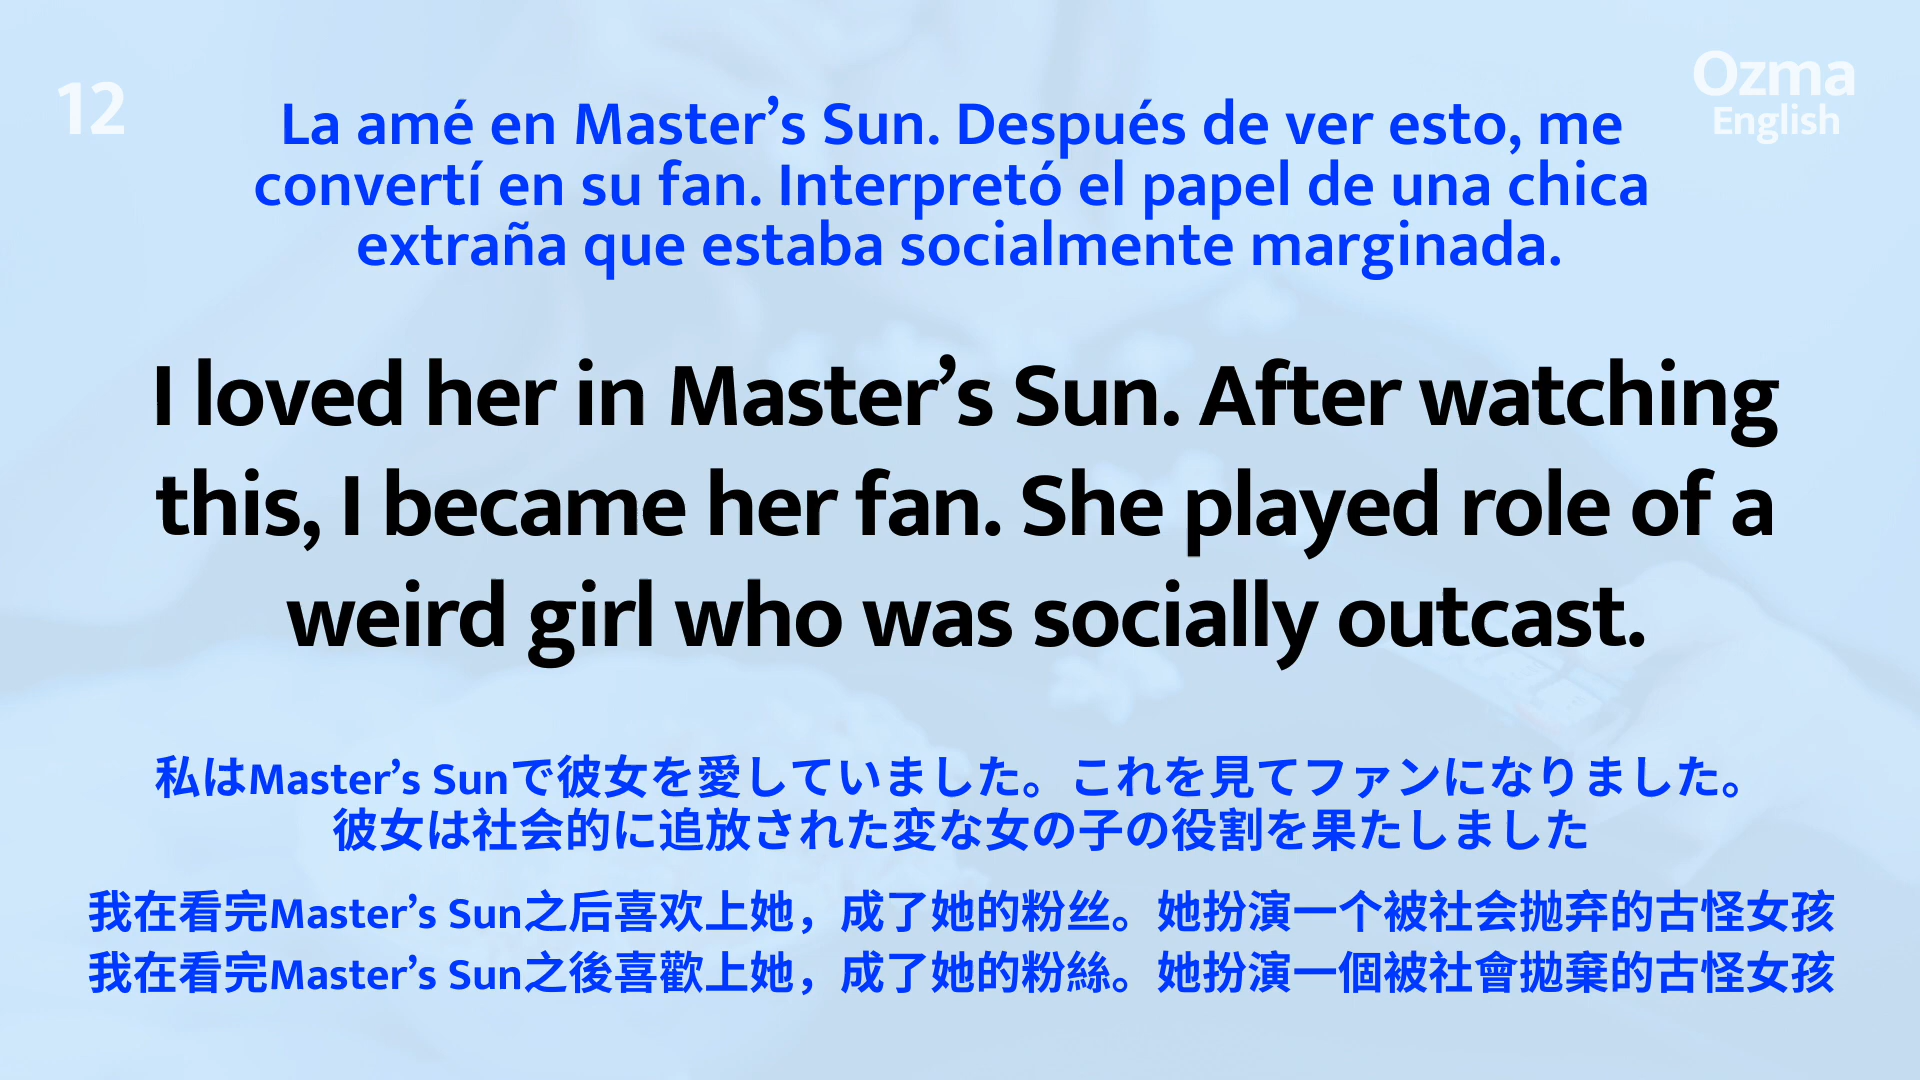 12
Ozma
English
La amé en Master’s Sun. Después de ver esto, me
convertí en su fan. Interpretó el papel de una chica
extraña que estaba socialmente marginada.
I loved her in Master’s Sun. After watching
this, I became her fan. She played role of a
weird girl who was socially outcast.
私はMaster’s Sunで彼女を愛していました。これを見てファンになりました。
彼女は社会的に追放された変な女の子の役割を果たしました
我在看完Master’s Sun之后喜欢上她，成了她的粉丝。她扮演一个被社会抛弃的古怪女孩
我在看完Master’s Sun之後喜歡上她，成了她的粉絲。她扮演一個被社會拋棄的古怪女孩